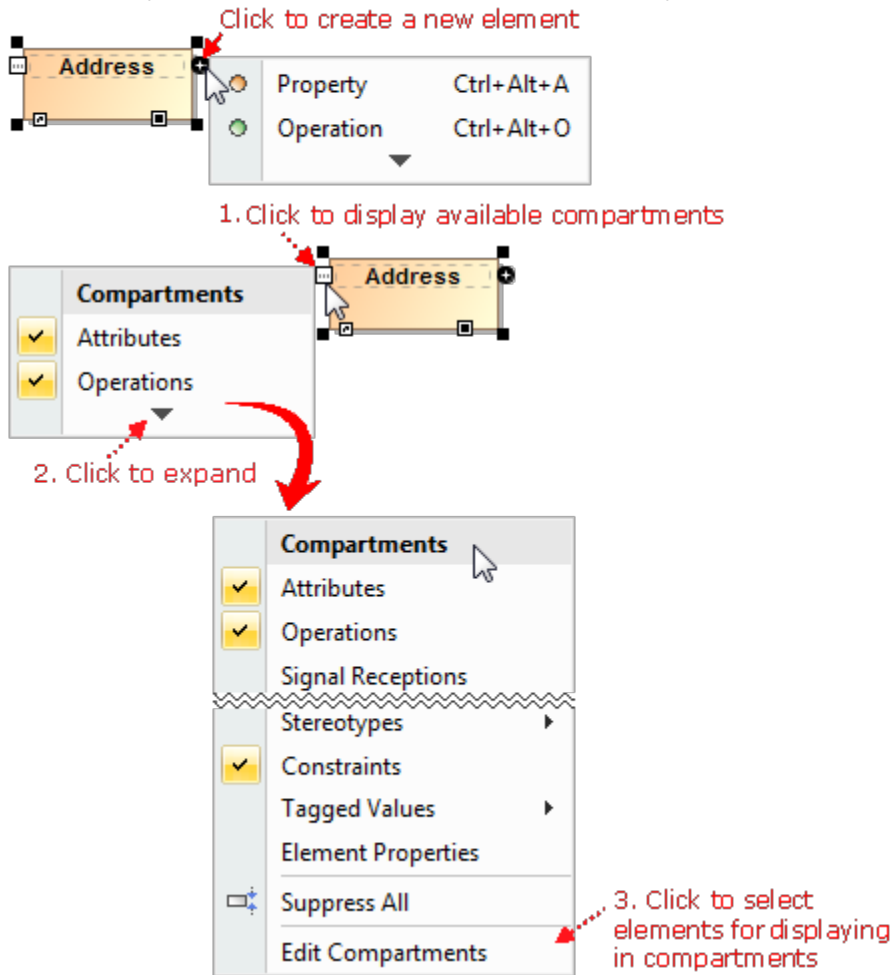 Click to create a new element
Address
Property Ctrl+Alt+A
Operation Ctrl+Alt+O
1. Click to display available compartments
Address
Compartments
Attributes
Operations
2. Click to expand
Compartments
Attributes
Operations
Signal Receptions
Stereotypes
Constraints
Tagged Values
Element Properties
Suppress All
Edit Compartments
3. Click to select
elements for displaying
in compartments